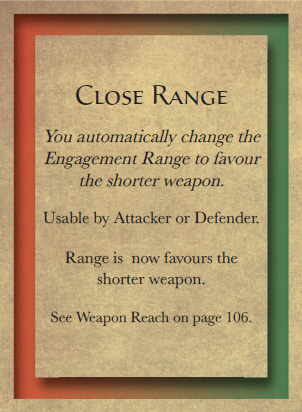 Close Range
You automatically change the
Engagement Range to favour
the shorter weapon.
Usable by Attacker or Defender.
Range is now favours the
shorter weapon.
See Weapon Reach on page 106.